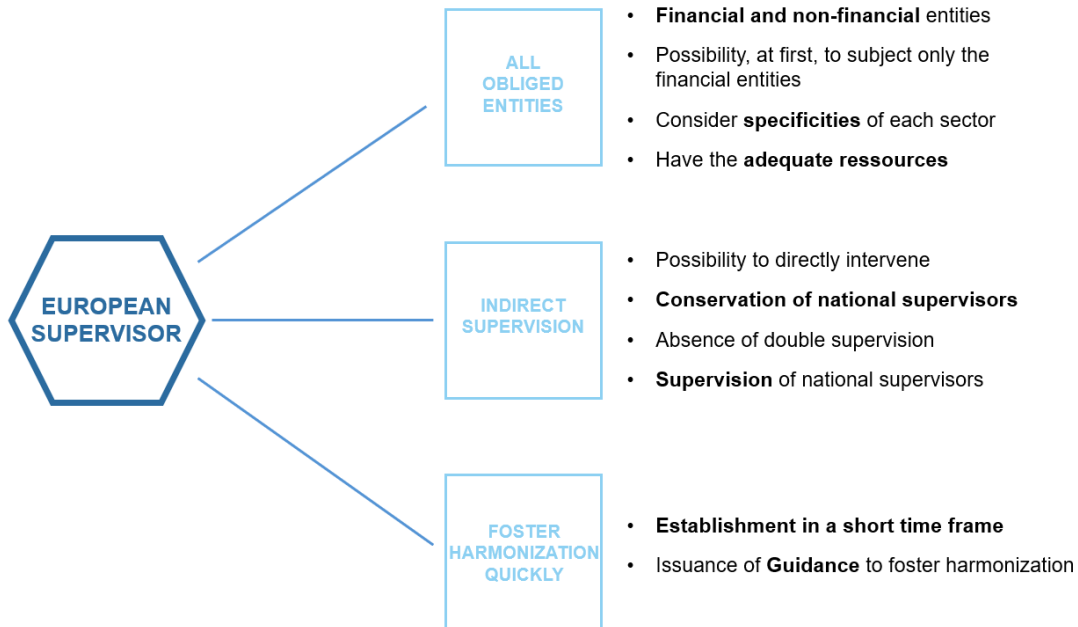 EUROPEAN
SUPERVISOR
ALL
OBLIGED
ENTITIES
• Financial and non-financial entities
• Possibility, at first, to subject only the
financial entities
• Consider specificities of each sector
• Have the adequate ressources
INDIRECT
SUPERVISION
• Possibility to directly intervene
• Conservation of national supervisors
• Absence of double supervision
• Supervision of national supervisors
FOSTER
HARMONIZATION
QUICKLY
• Establishment in a short time frame
• Issuance of Guidance to foster harmonization